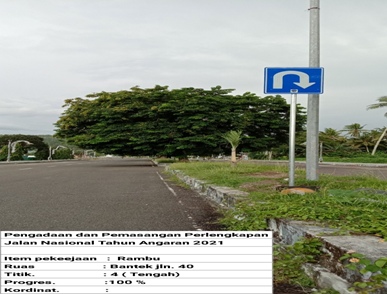 Pengadaan dan Pemasangan Perlengkapan
Jalan Nasional Tahun Angaran 2021
Item pekeejaan : Rambu
Ruas : Bantek jln. 40
Titik. : 4 ( Tengah)
Progres. :100 %
Kordinat. :